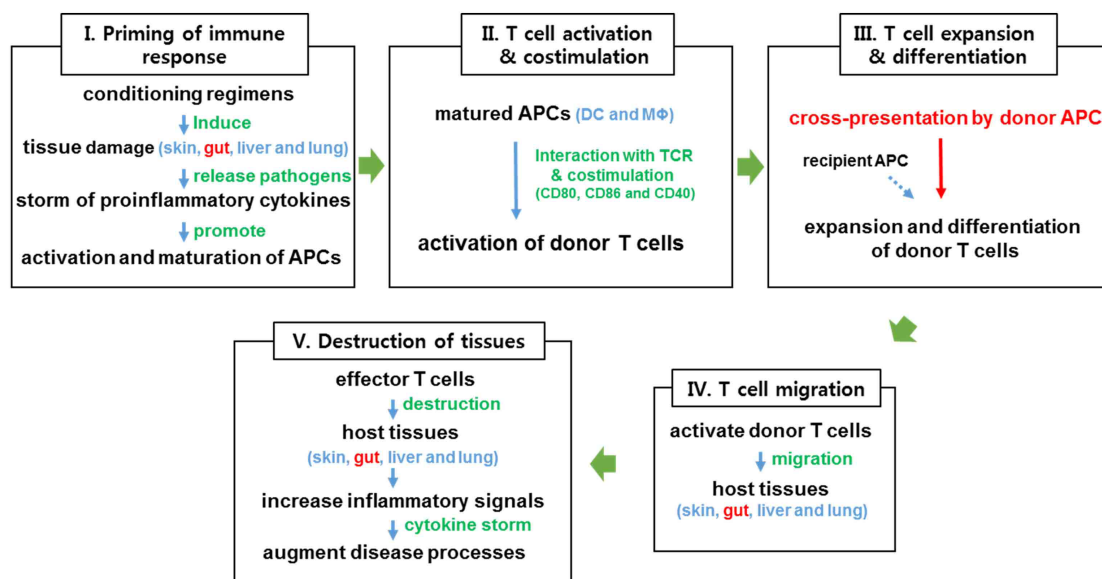 I. Priming of immune
response
conditioning regimens
Induce
tissue damage (skin, gut, liver and lung)
release pathogens
storm of proinflammatory cytokines
promote
activation and maturation of APCs
II. T cell activation
& costimulation
matured APCs (DC and MΦ)
Interaction with TCR
& costimulation
(CD80, CD86 and CD40)
activation of donor T cells
III. T cell expansion
& differentiation
cross-presentation by donor APC
recipient APC
expansion and differentiation
of donor T cells
IV. T cell migration
activate donor T cells
migration
host tissues
(skin, gut, liver and lung)
V. Destruction of tissues
effector T cells
destruction
host tissues
(skin, gut, liver and lung)
increase inflammatory signals
cytokine storm
augment disease processes